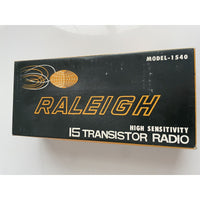 MODEL-1540
RALEIGH
HIGH SENSITIVITY
15 TRANSISTOR RADIO